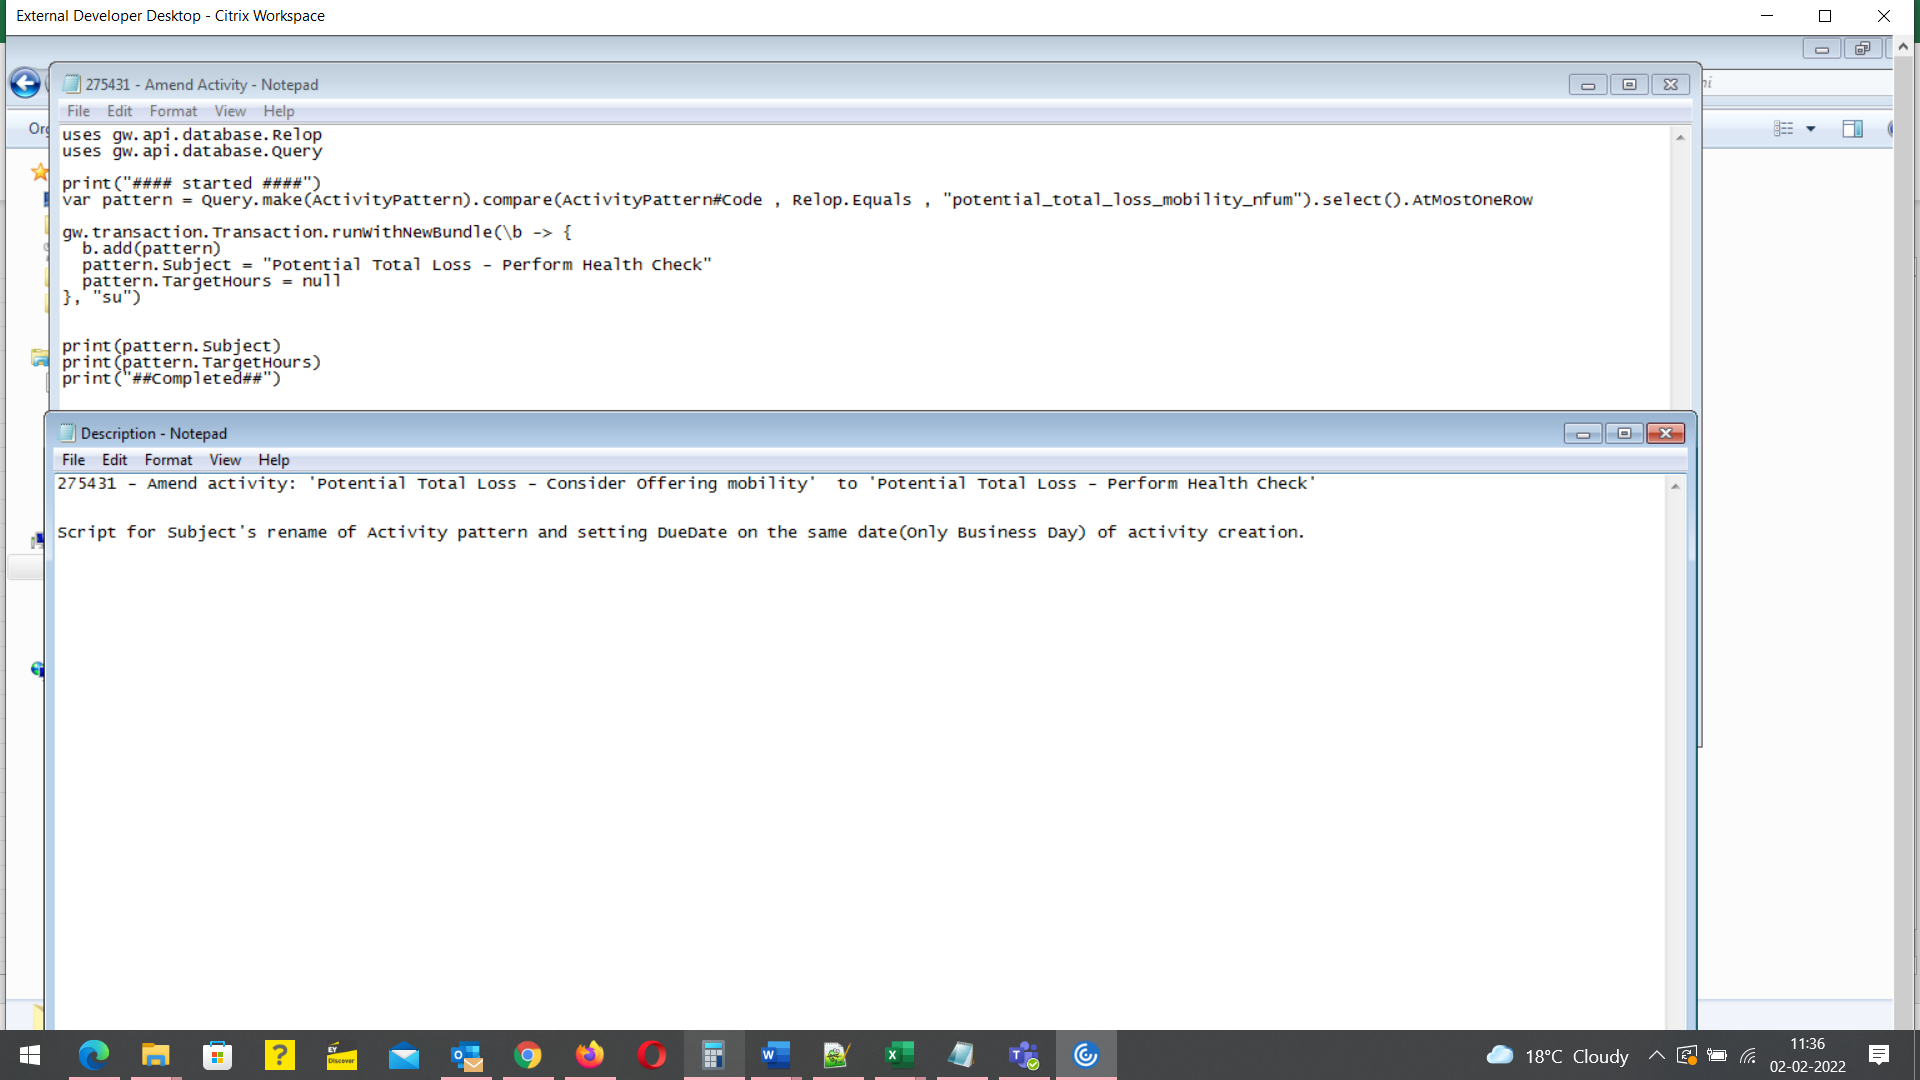 External Developer Desktop - Citrix Workspace
275431 - Amend Activity - Notepad
File Edit Format View Help
Org
uses gw.api.database.Relop
uses gw.api.database.Query
print("#### started ####")
var pattern = Query.make(ActivityPattern).compare(ActivityPattern#Code , Relop.Equals , "potential_total_loss_mobility_nfum").select().AtMostOneRow
gw.transaction.Transaction.runWithNewBundle(\b -> {
b.add(pattern)
pattern.Subject = "Potential Total Loss - Perform Health Check"
pattern.TargetHours = null
}, "su")
print(pattern.Subject)
print(pattern.TargetHours)
print("##Completed##")
Description - Notepad
File Edit Format View Help
275431 - Amend activity: 'Potential Total Loss - Consider Offering mobility'  to 'Potential Total Loss - Perform Health Check'
Script for Subject's rename of Activity pattern and setting DueDate on the same date(Only Business Day) of activity creation.
EY
Discover
18°C Cloudy
11:36
02-02-2022